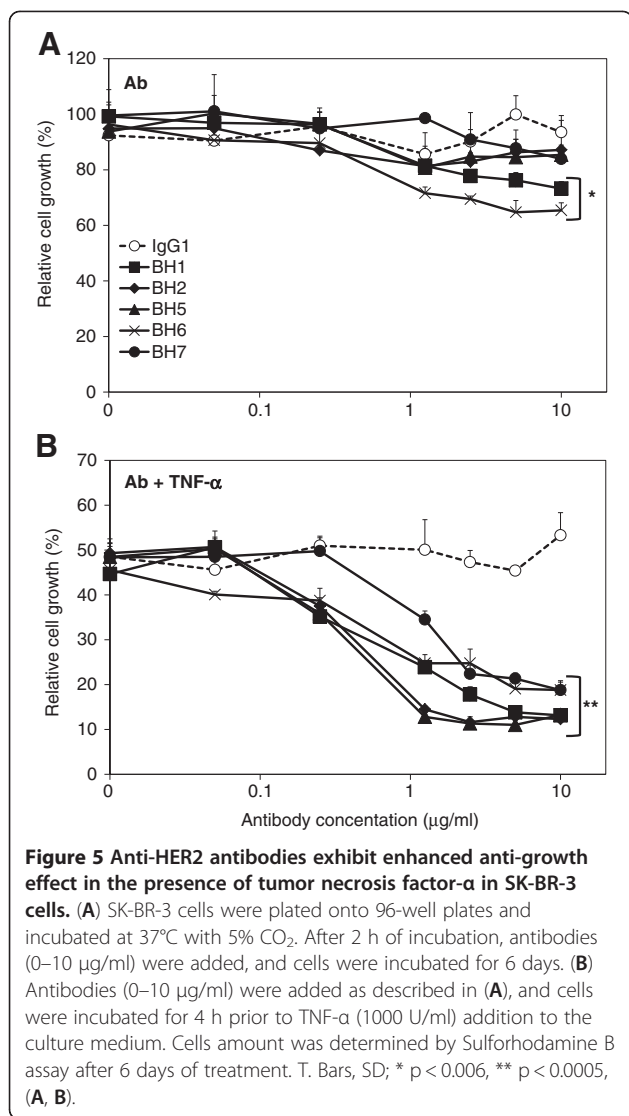 A
Ab
120
100
80
60
40
20
0
Relative cell growth (%)
IgG1
BH1
BH2
BH5
BH6
BH7
*
0 0.1 1 10
B
Ab + TNF-α
70
60
50
40
30
20
10
0
Relative cell growth (%)
**
0 0.1 1 10
Antibody concentation (µg/ml)
Figure 5 Anti-HER2 antibodies exhibit enhanced anti-growth
effect in the presence of tumor necrosis factor-α in SK-BR-3
cells. (A) SK-BR-3 cells were plated onto 96-well plates and
incubated at 37°C with 5% CO₂. After 2 h of incubation, antibodies
(0–10 µg/ml) were added, and cells were incubated for 6 days. (B)
Antibodies (0–10 µg/ml) were added as described in (A), and cells
were incubated for 4 h prior to TNF-α (1000 U/ml) addition to the
culture medium. Cells amount was determined by Sulforhodamine B
assay after 6 days of treatment. T. Bars, SD; * p < 0.006, ** p < 0.0005,
(A, B).